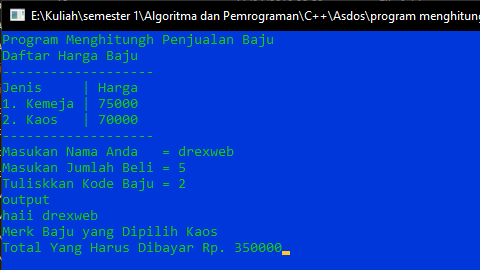 E:\Kuliah\semester 1\Algoritma dan Pemrograman\C++\Asdos\program menghitung
Program Menghitungh Penjualan Baju
Daftar Harga Baju
-------------------
Jenis     | Harga
1. Kemeja | 75000
2. Kaos   | 70000
-------------------
Masukan Nama Anda   = drexweb
Masukan Jumlah Beli = 5
Tuliskkan Kode Baju = 2
output
haii drexweb
Merk Baju yang Dipilih Kaos
Total Yang Harus Dibayar Rp. 350000